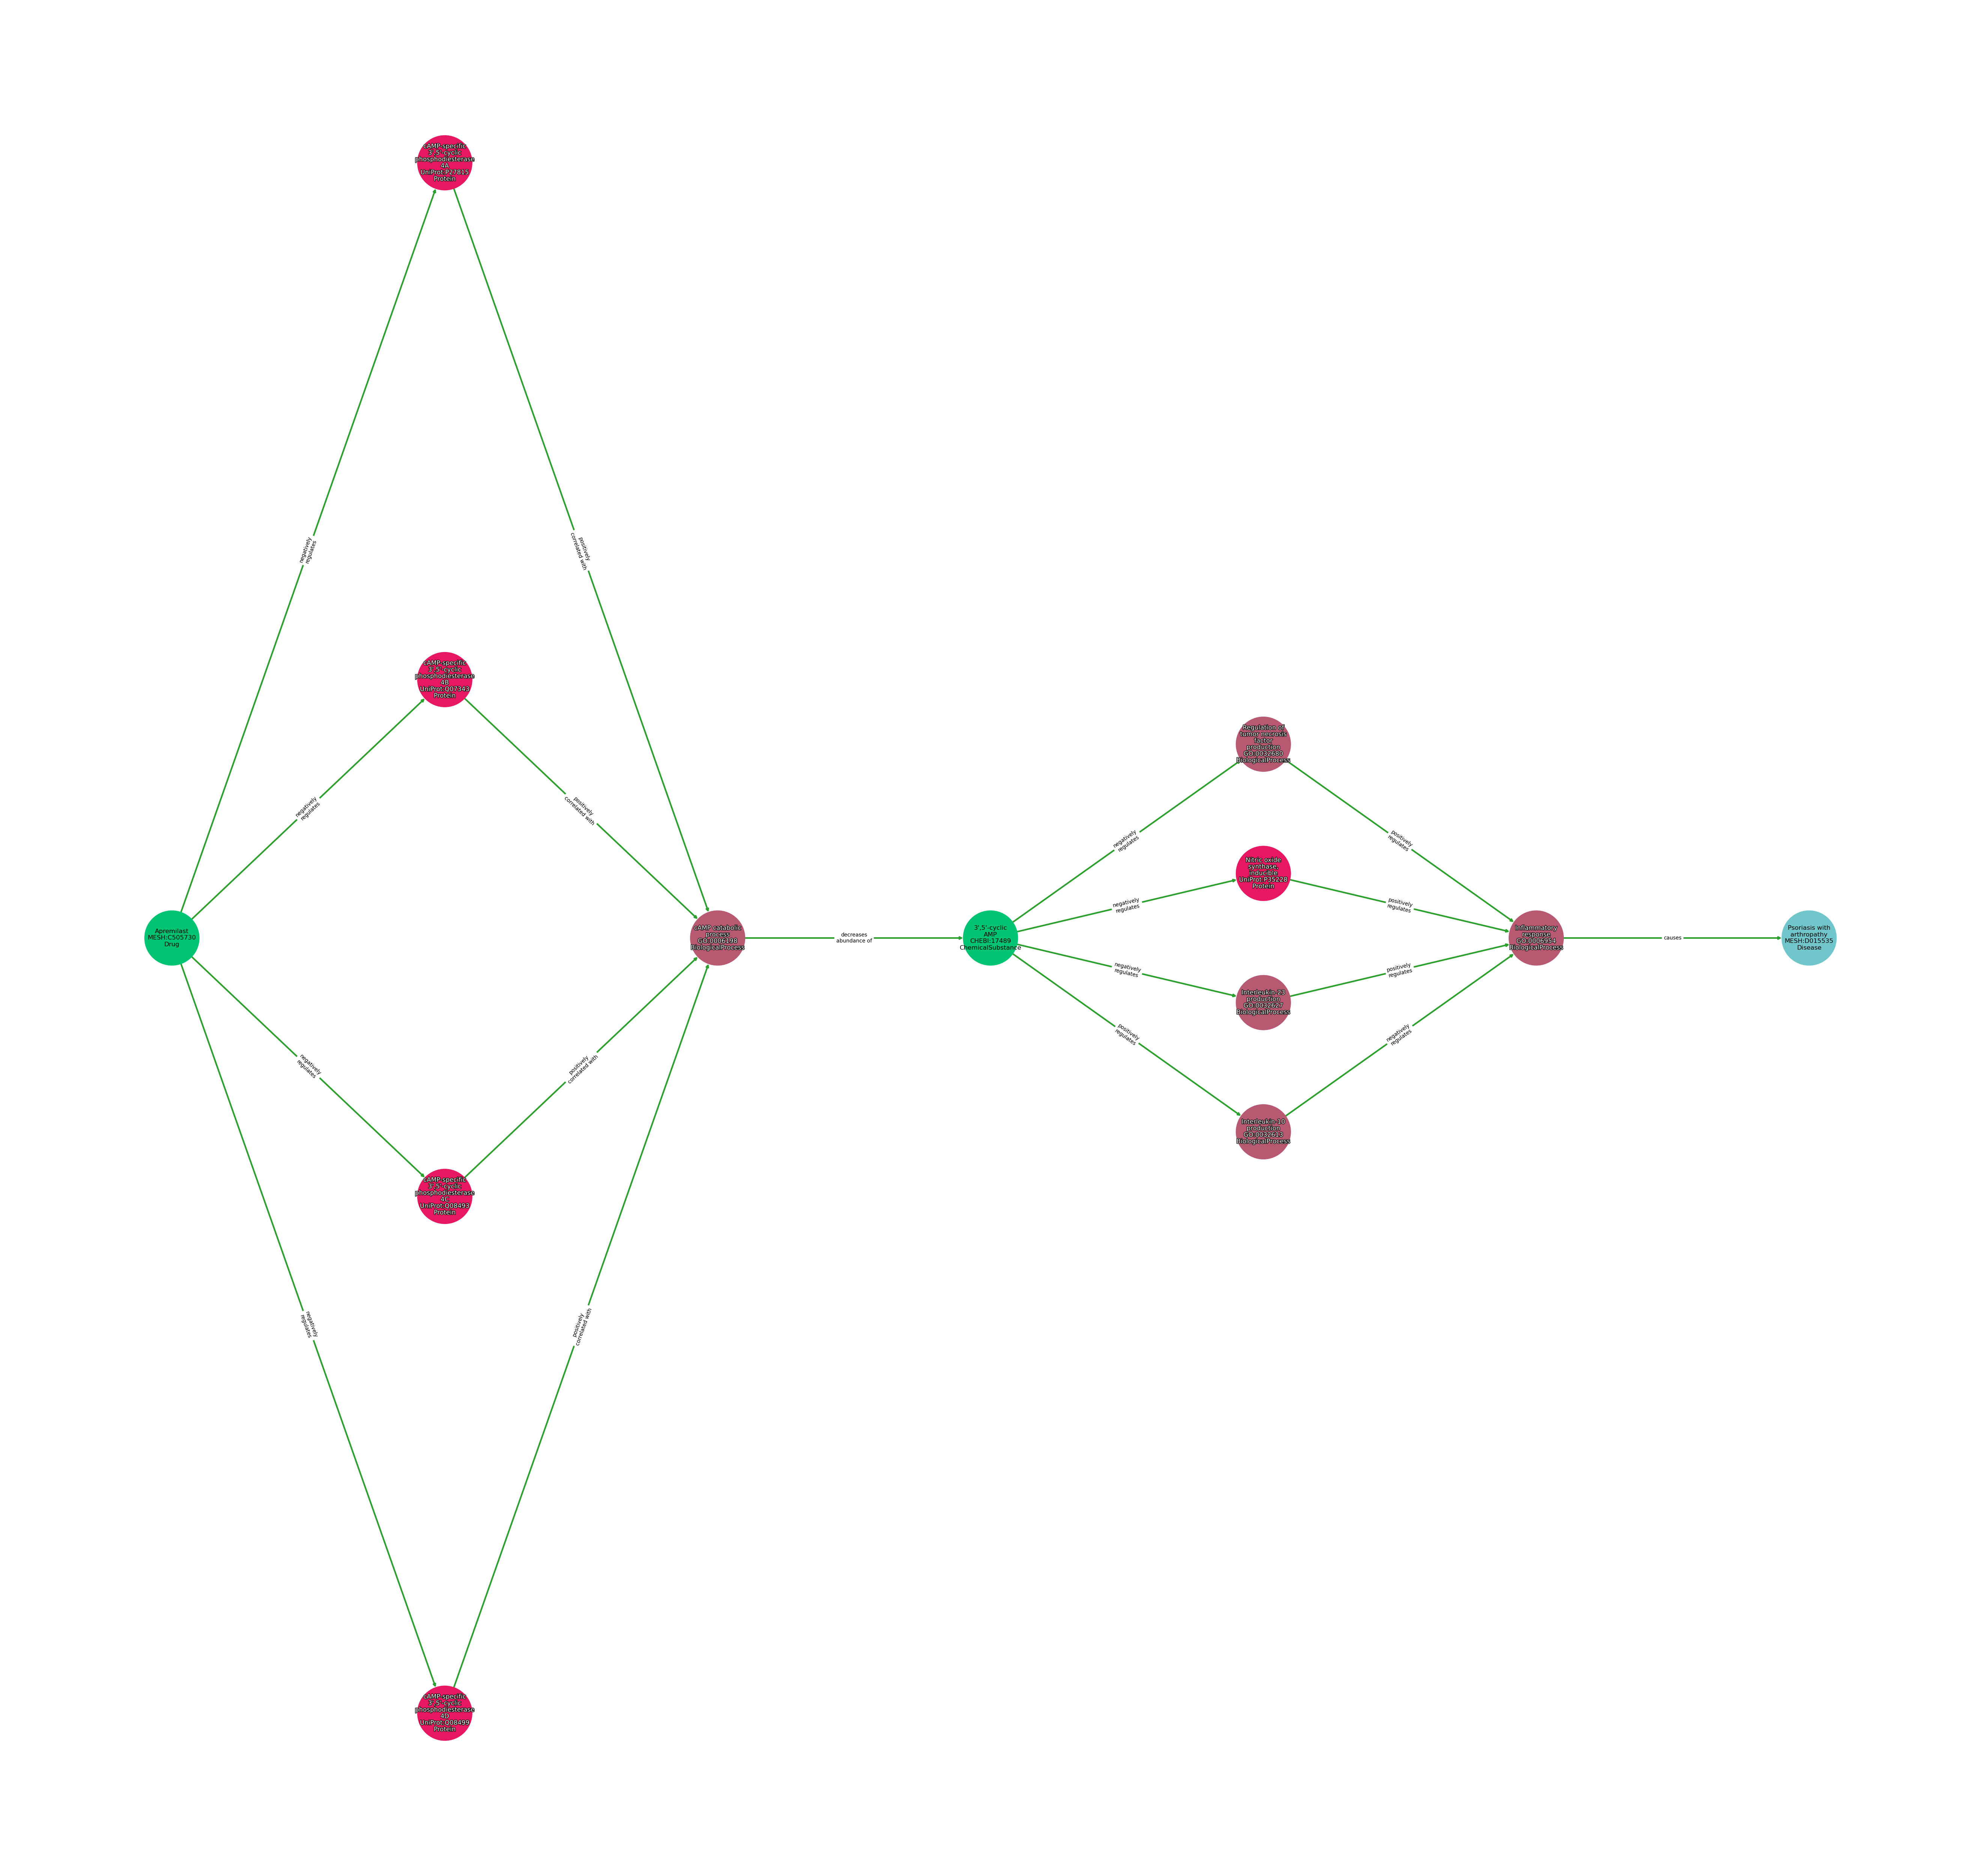 cAMP-specific
3',5'-cyclic
phosphodiesterase
4A
UniProt:P27815
Protein
negatively
regulates
positively
correlated with
cAMP-specific
3',5'-cyclic
phosphodiesterase
4B
UniProt:Q07343
Protein
negatively
regulates
positively
correlated with
Apremilast
MESH:C505730
Drug
cAMP catabolic
process
GO:0006198
BiologicalProcess
decreases
abundance of
3',5'-cyclic
AMP
CHEBI:17489
ChemicalSubstance
Regulation of
tumor necrosis
factor
production
GO:0032680
BiologicalProcess
negatively
regulates
positively
regulates
Nitric oxide
synthase,
inducible
UniProt:P35228
Protein
negatively
regulates
positively
regulates
Inflammatory
response
GO:0006954
BiologicalProcess
causes
Psoriasis with
arthropathy
MESH:D015535
Disease
negatively
regulates
positively
regulates
Interleukin-23
production
GO:0032627
BiologicalProcess
positively
regulates
negatively
regulates
Interleukin-10
production
GO:0032613
BiologicalProcess
negatively
regulates
positively
correlated with
cAMP-specific
3',5'-cyclic
phosphodiesterase
4C
UniProt:Q08493
Protein
negatively
regulates
positively
correlated with
cAMP-specific
3',5'-cyclic
phosphodiesterase
4D
UniProt:Q08499
Protein